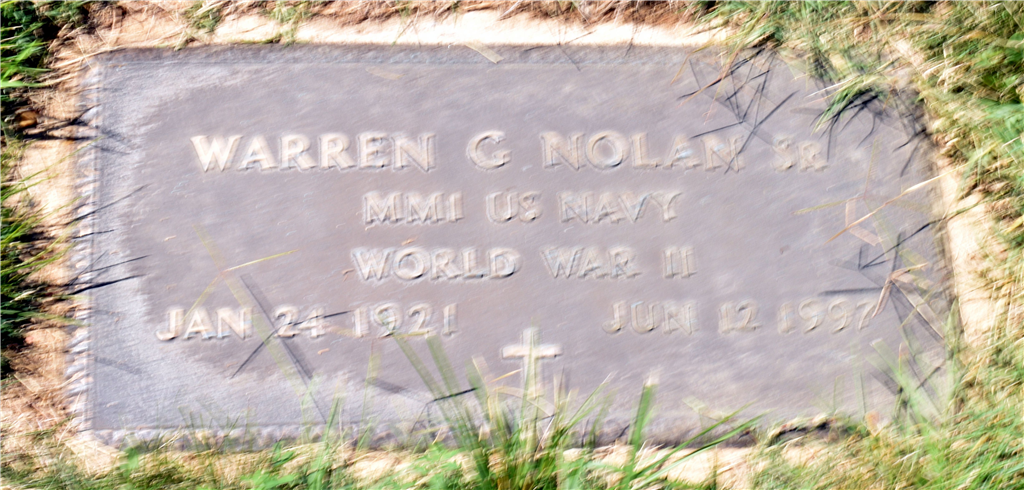 WARREN G NOLAN SR
MM1 US NAVY
WORLD WAR II
JAN 24 1921 JUN 12 1997